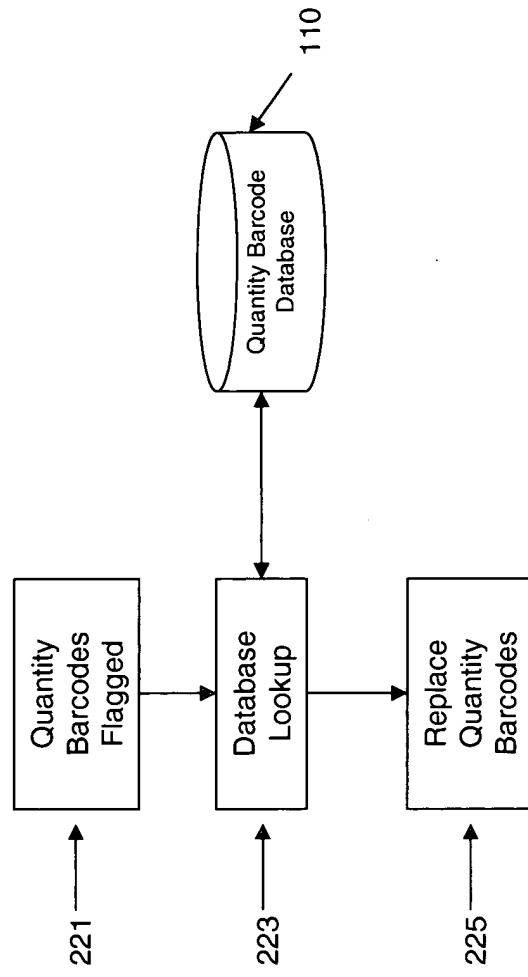 221
Quantity
Barcodes
Flagged
223
Database
Lookup
Quantity Barcode
Database
110
225
Replace
Quantity
Barcodes